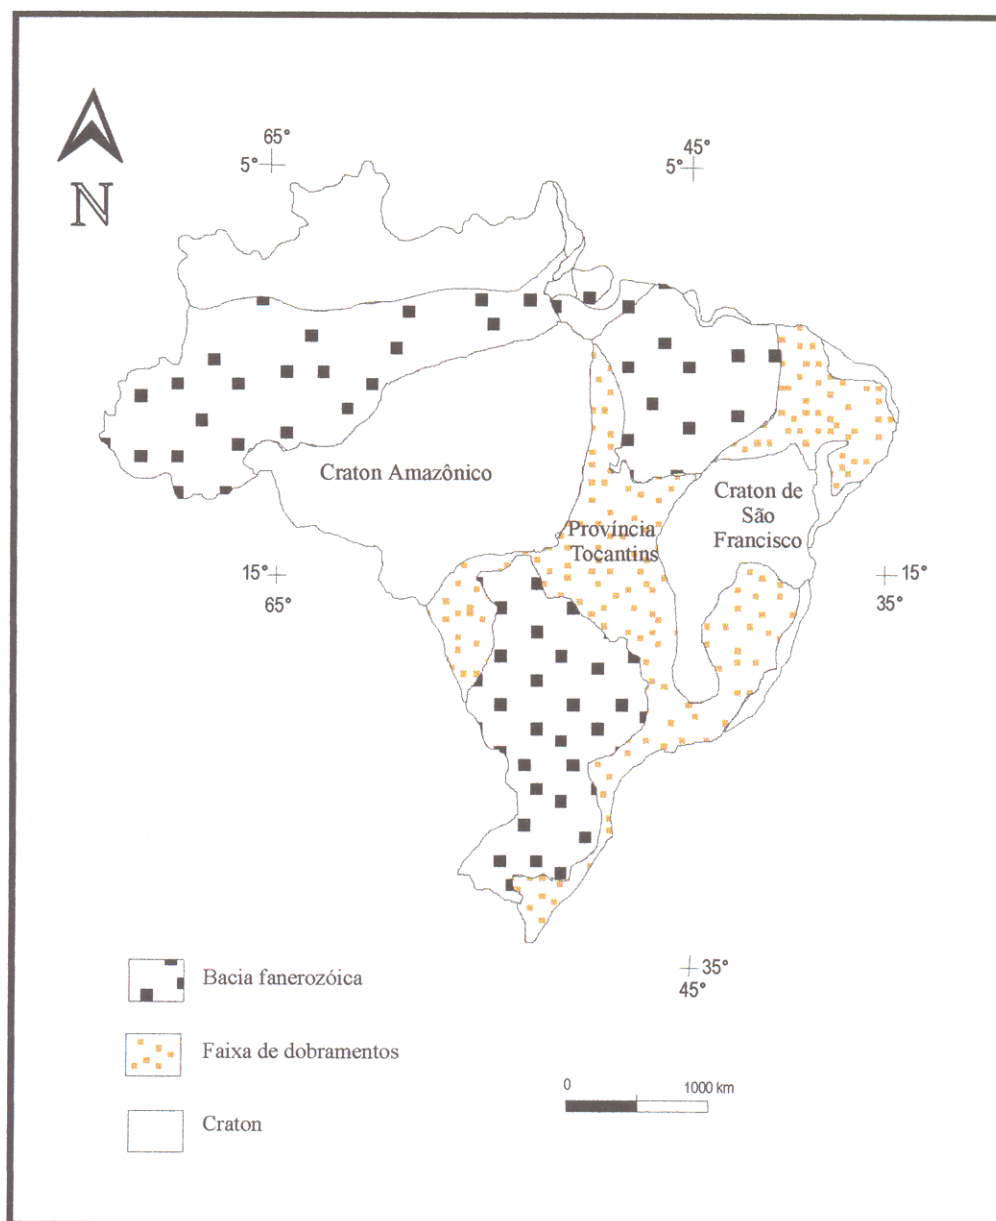 65°
5°
45°
5°
N
Craton Amazônico
Craton de
São
Francisco
Província
Tocantins
15°
65°
15°
35°
35°
45°
Bacia fanerozóica
Faixa de dobramentos
Craton
0 1000 km